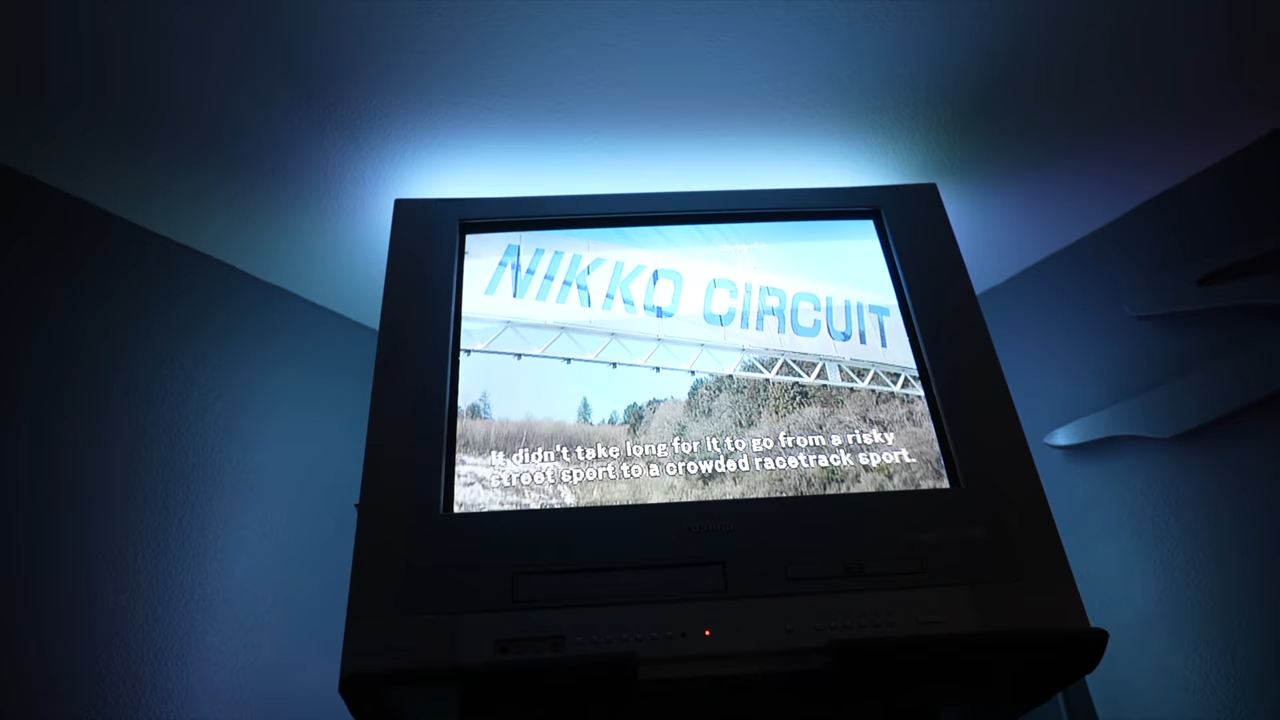 NIKKO CIRCUIT
It didn't take long for it to go from a risky
street sport to a crowded racetrack sport.